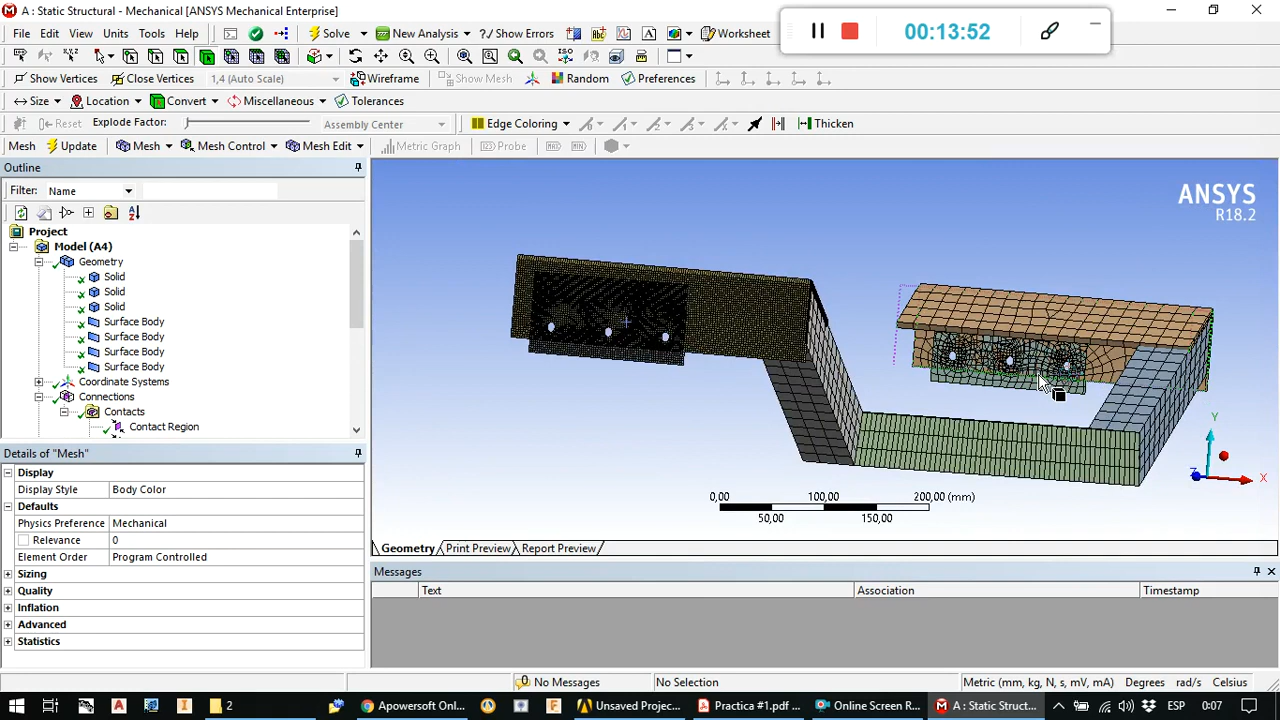 A : Static Structural - Mechanical [ANSYS Mechanical Enterprise]
00:13:52
File Edit View Units Tools Help Solve New Analysis ?/ Show Errors Worksheet
Show Vertices Close Vertices 1,4 (Auto Scale) Wireframe Show Mesh Random Preferences
Size Location Convert Miscellaneous Tolerances
Reset Explode Factor: Assembly Center Edge Coloring Thicken
Mesh Update Mesh Mesh Control Mesh Edit Metric Graph Probe
Outline
Filter: Name
Project
Model (A4)
Geometry
Solid
Solid
Solid
Surface Body
Surface Body
Surface Body
Surface Body
Coordinate Systems
Connections
Contacts
Contact Region
ANSYS
R18.2
Y
X
Z
0,00 100,00 200,00 (mm)
50,00 150,00
Geometry Print Preview Report Preview
Details of "Mesh"
Display
Display Style Body Color
Defaults
Physics Preference Mechanical
Relevance 0
Element Order Program Controlled
Sizing
Quality
Inflation
Advanced
Statistics
Messages
Text Association Timestamp
No Messages No Selection Metric (mm, kg, N, s, mV, mA) Degrees rad/s Celsius
2 Apowersoft Onl... Unsaved Projec... Practica #1.pdf ... Online Screen R... A : Static Struct... ESP 0:07